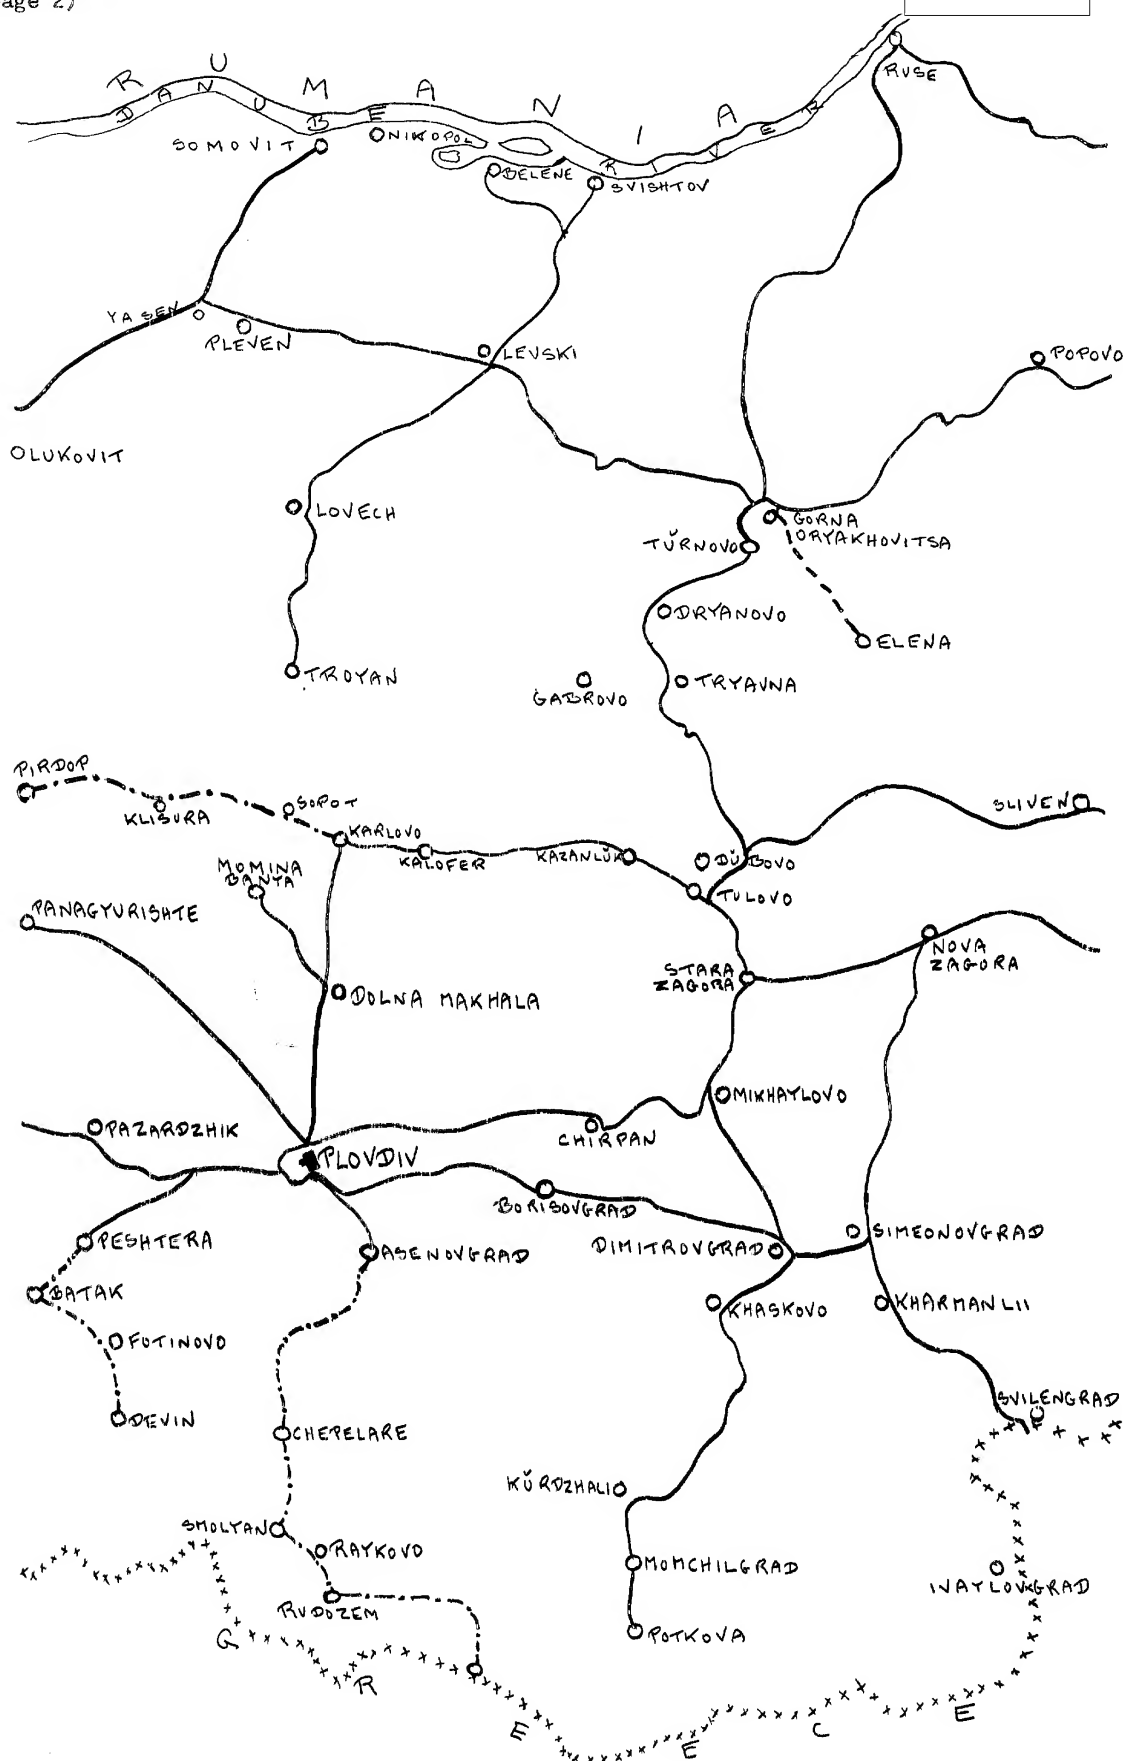 age 2)
RUMANIA
DANUBE RIVER
RUSE
SOMOVIT
NIKOPOL
BELENE
SVISHTOV
YASEN
PLEVEN
LEVSKI
POPOVO
LUKOVIT
LOVECH
GORNA
ORYAKHOVITSA
TŬRNOVO
DRYANOVO
ELENA
TROYAN
GABROVO
TRYAVNA
PIRDOP
KLISURA
SOPOT
SLIVEN
KARLOVO
KALOFER
KAZANLŬK
DŬBOVO
MOMINA
BANYA
TULOVO
PANAGYURISHTE
NOVA
ZAGORA
STARA
ZAGORA
DOLNA MAKHALA
MIKHAYLOVO
PAZARDZHIK
CHIRPAN
PLOVDIV
BORISOVGRAD
PESHTERA
ASENOVGRAD
DIMITROVGRAD
SIMEONOVGRAD
BATAK
KHASKOVO
KHARMANLII
FOTINOVO
SVILENGRAD
DEVIN
CHEPELARE
KŬRDZHALI
SMOLYAN
RAYKOVO
MOMCHILGRAD
IVAYLOVGRAD
RUDOZEM
POTKOVA
GREECE